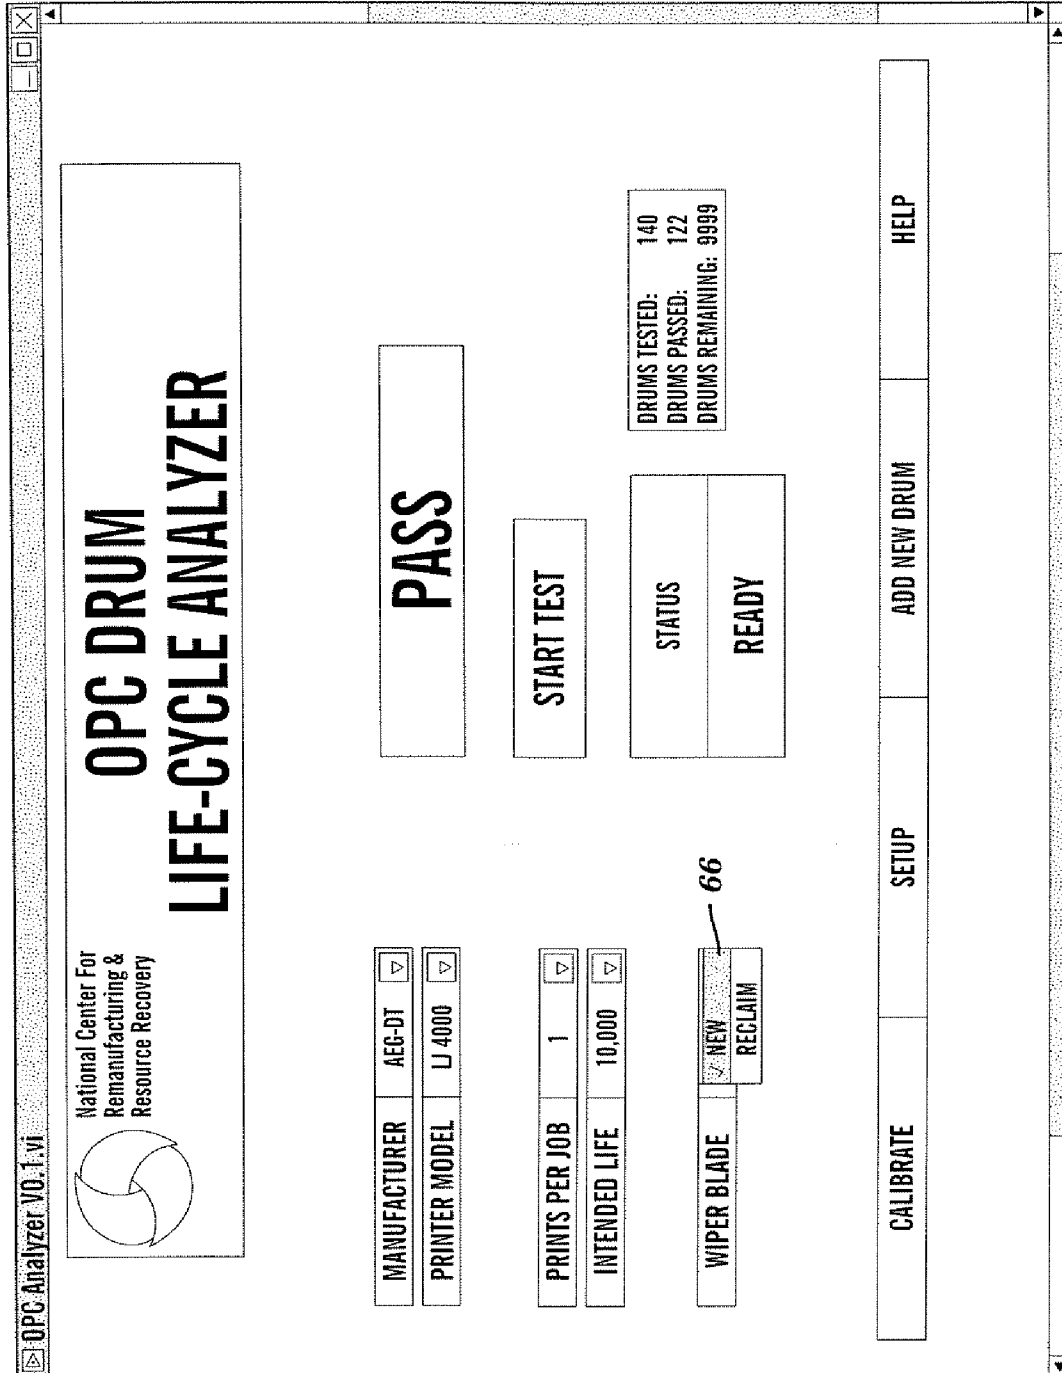 OPC Analyzer V0.1.vi
National Center For
Remanufacturing &
Resource Recovery
OPC DRUM
LIFE-CYCLE ANALYZER
MANUFACTURER AEG-DT
PRINTER MODEL LJ 4000
PASS
PRINTS PER JOB 1
INTENDED LIFE 10,000
START TEST
WIPER BLADE ✓ NEW
RECLAIM
66
STATUS
READY
DRUMS TESTED: 140
DRUMS PASSED: 122
DRUMS REMAINING: 9999
CALIBRATE SETUP ADD NEW DRUM HELP